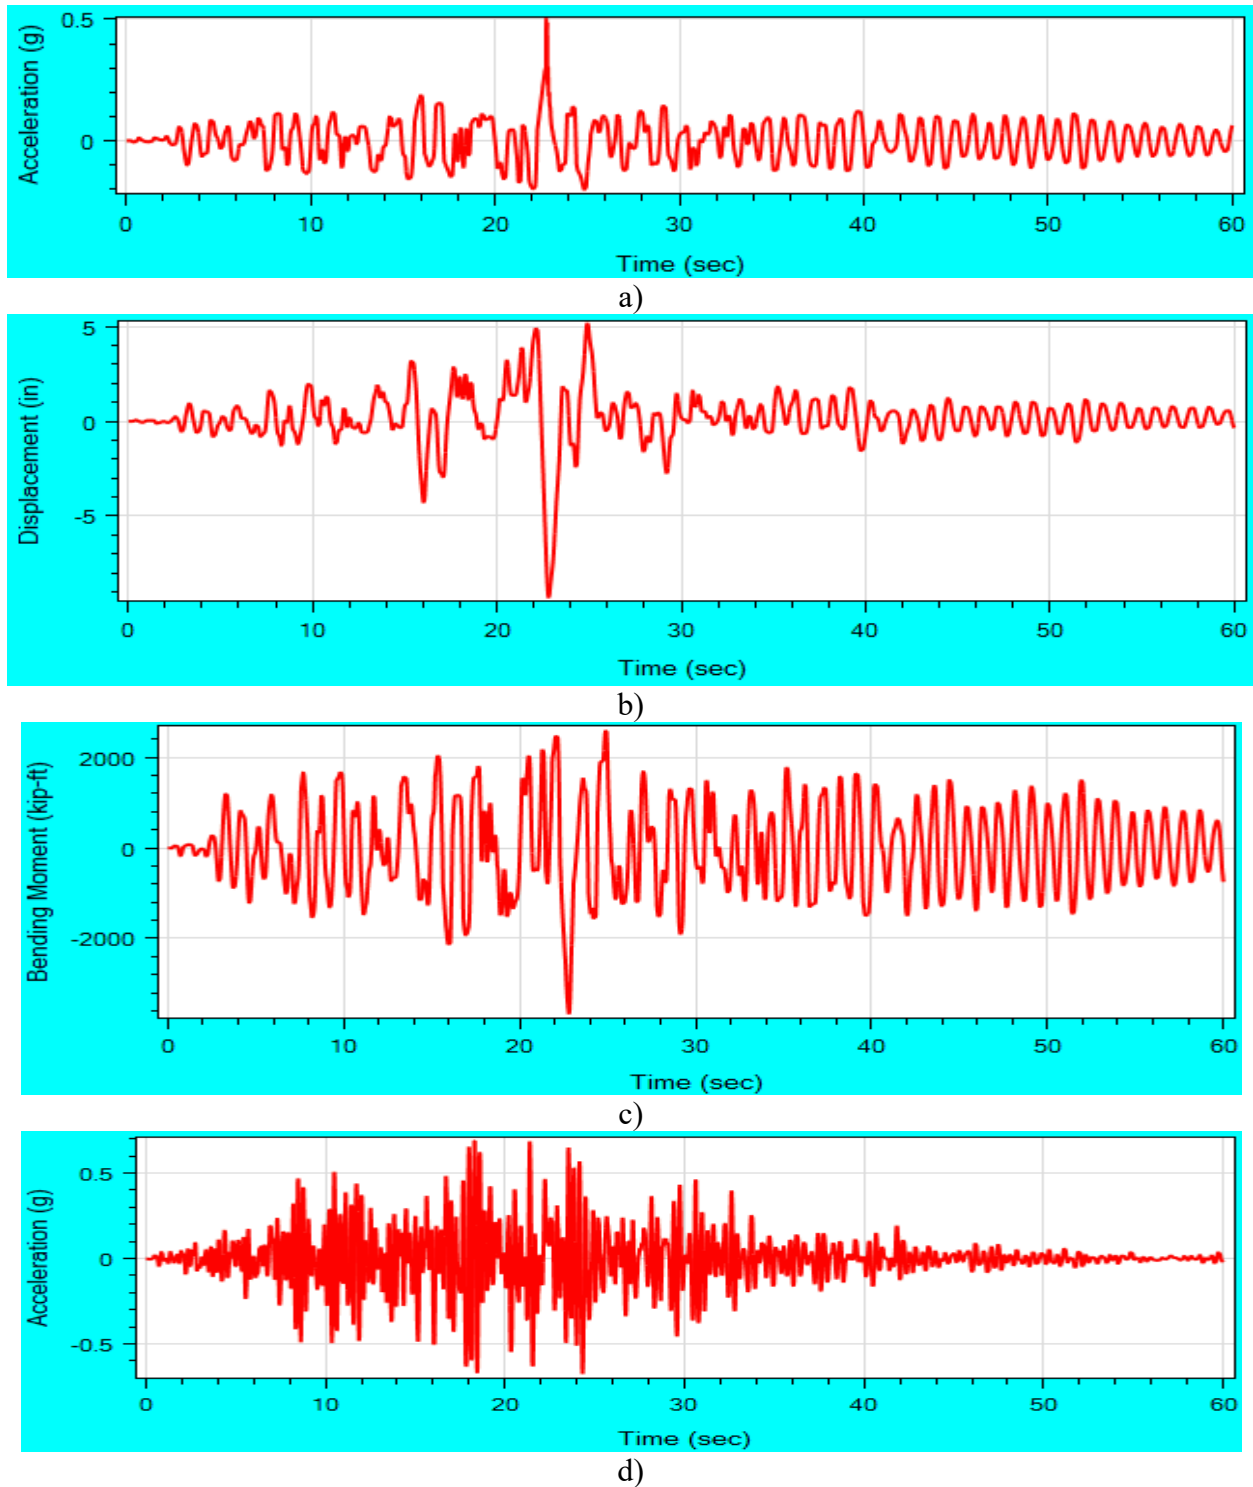 Acceleration (g)
0.5
0
0 10 20 30 40 50 60
Time (sec)
a)
Displacement (in)
5
0
-5
0 10 20 30 40 50 60
Time (sec)
b)
Bending Moment (kip-ft)
2000
0
-2000
0 10 20 30 40 50 60
Time (sec)
c)
Acceleration (g)
0.5
0
-0.5
0 10 20 30 40 50 60
Time (sec)
d)